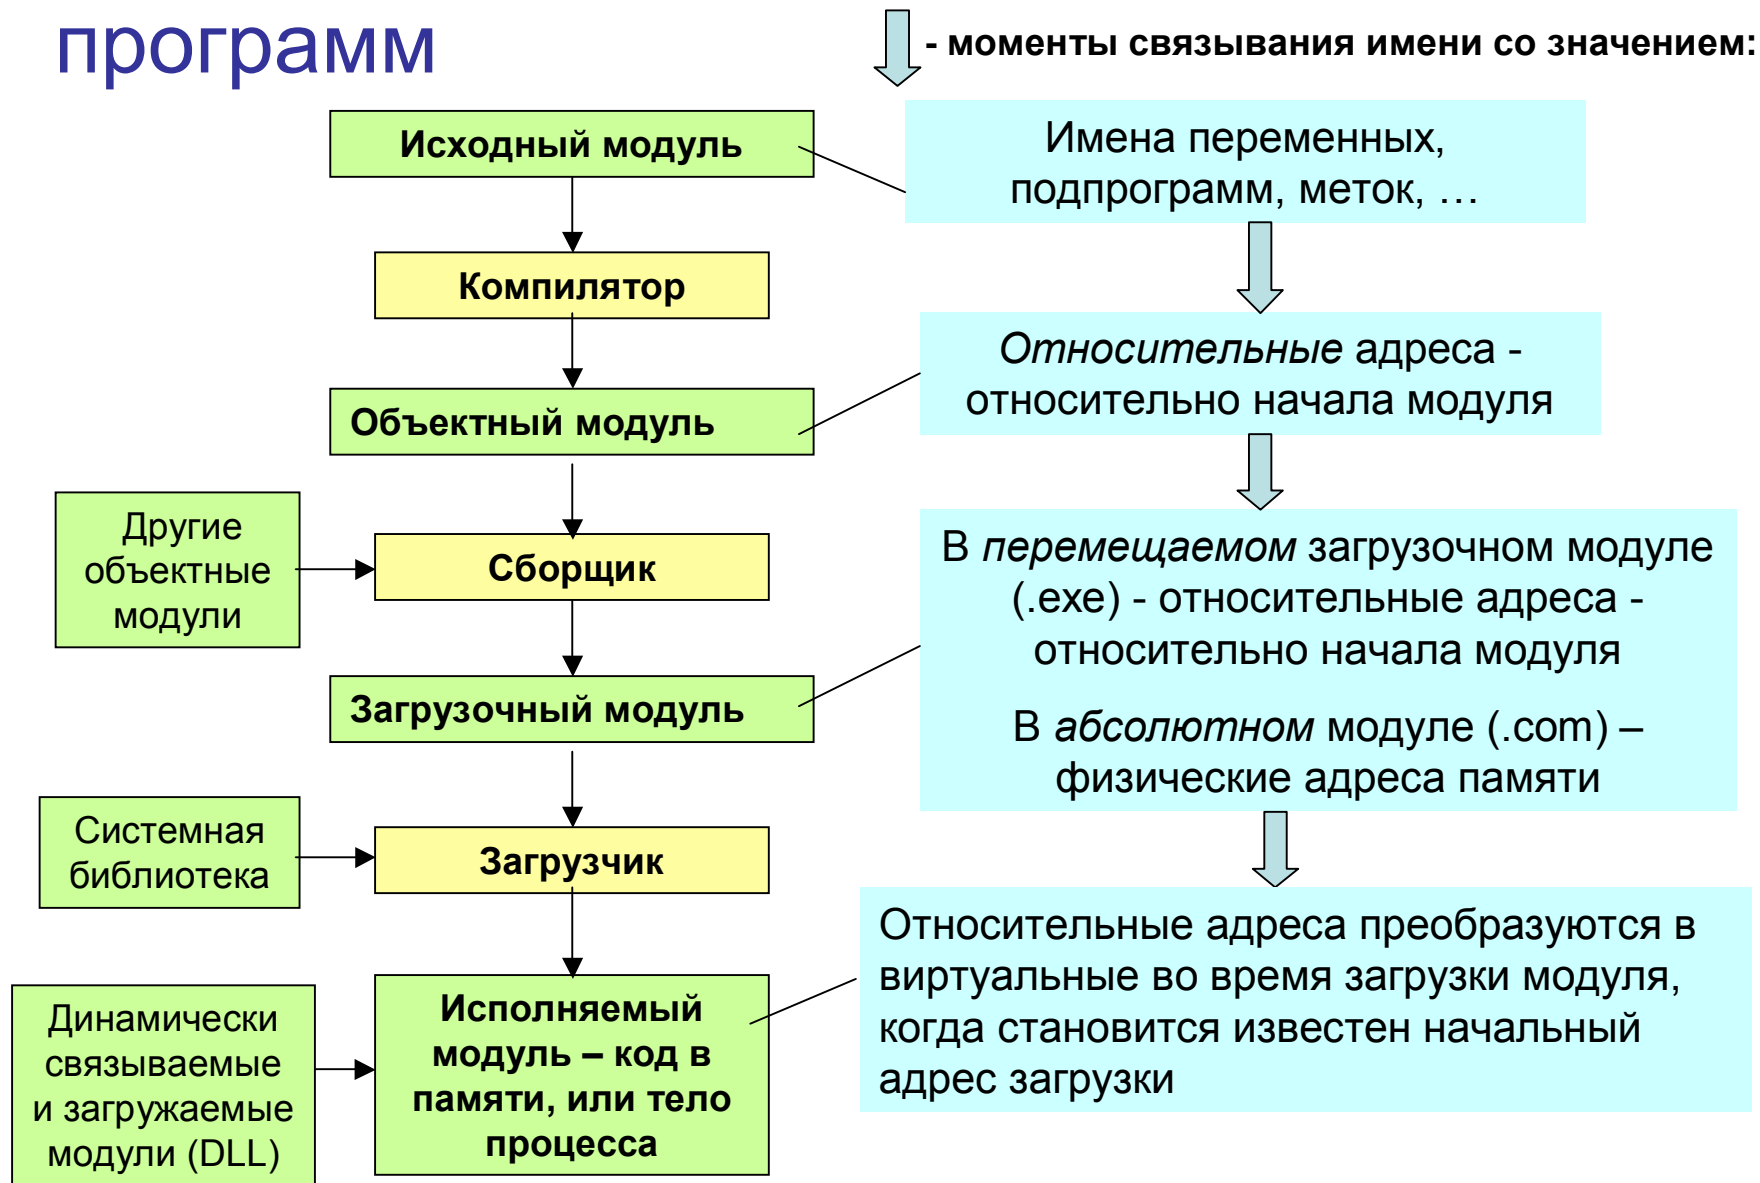 программ
- моменты связывания имени со значением:
Исходный модуль
Имена переменных,
подпрограмм, меток, …
Компилятор
Относительные адреса -
относительно начала модуля
Объектный модуль
Другие
объектные
модули
Сборщик
В перемещаемом загрузочном модуле
(.exe) - относительные адреса -
относительно начала модуля
В абсолютном модуле (.com) –
физические адреса памяти
Загрузочный модуль
Системная
библиотека
Загрузчик
Относительные адреса преобразуются в
виртуальные во время загрузки модуля,
когда становится известен начальный
адрес загрузки
Динамически
связываемые
и загружаемые
модули (DLL)
Исполняемый
модуль – код в
памяти, или тело
процесса